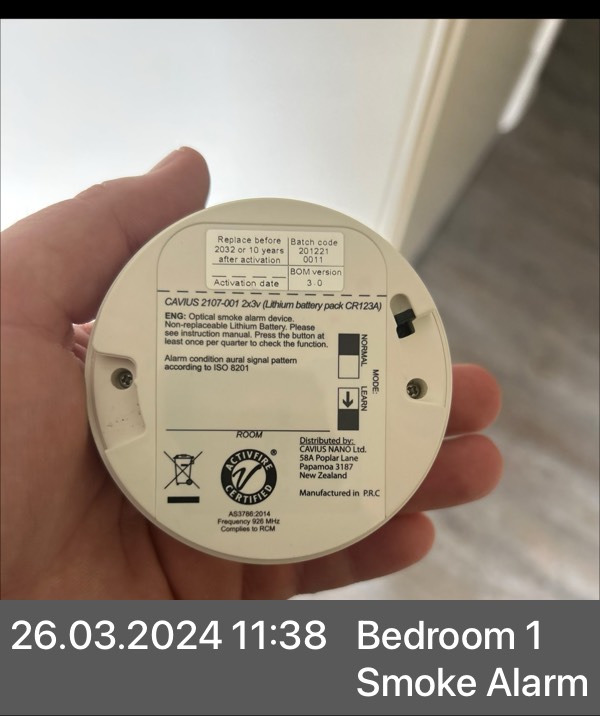 Replace before
2032 or 10 years
after activation
Activation date
Batch code
201221
0011
BOM version
3.0
CAVIUS 2107-001 2x3v (Lithium battery pack CR123A)
ENG: Optical smoke alarm device.
Non-replaceable Lithium Battery. Please
see instruction manual. Press the button at
least once per quarter to check the function.
Alarm condition aural signal pattern
according to ISO 8201
NORMAL
MODE:
LEARN
ROOM
ACTIVFIRE ®
CERTIFIED
AS3786:2014
Frequency 926 MHz
Complies to RCM
Distributed by:
CAVIUS NANO Ltd.
58A Poplar Lane
Papamoa 3187
New Zealand
Manufactured in P.R.C
26.03.2024 11:38
Bedroom 1
Smoke Alarm